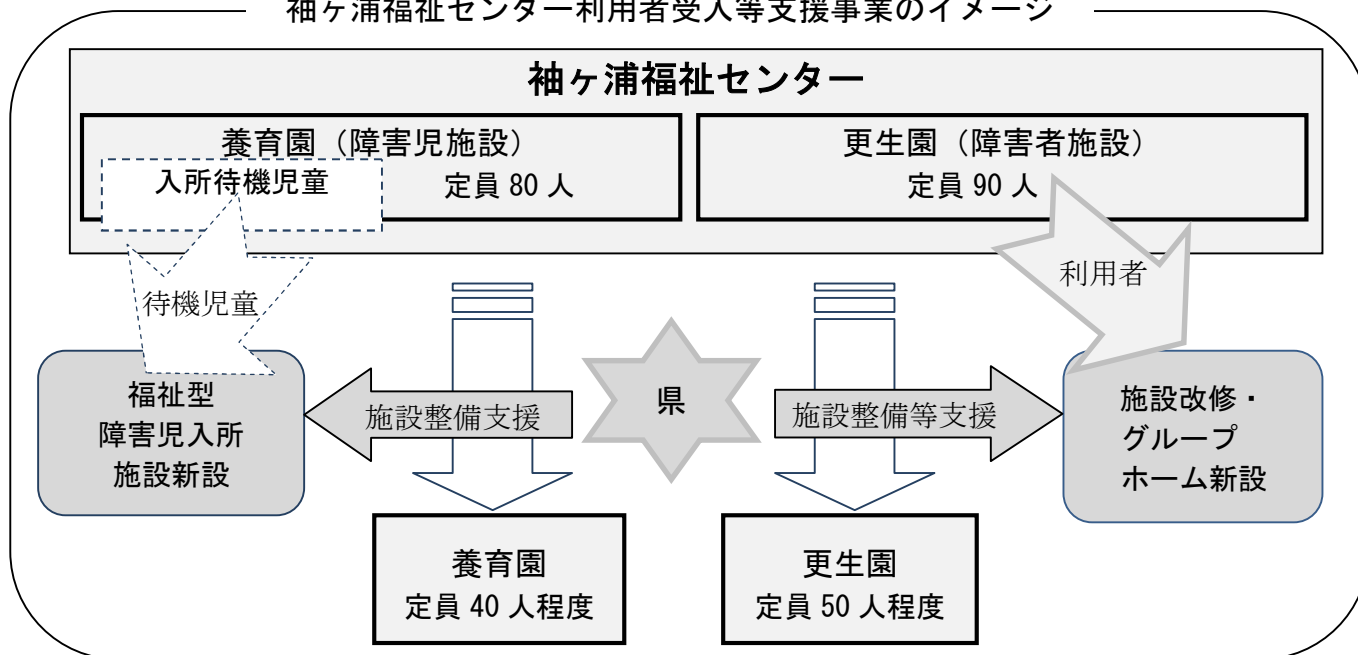 袖ヶ浦福祉センター利用者受入等支援事業のイメージ
袖ヶ浦福祉センター
養育園（障害児施設）
入所待機児童
定員 80 人
更生園（障害者施設）
定員 90 人
待機児童
利用者
福祉型
障害児入所
施設新設
施設整備支援
県
施設整備等支援
施設改修・
グループ
ホーム新設
養育園
定員 40 人程度
更生園
定員 50 人程度